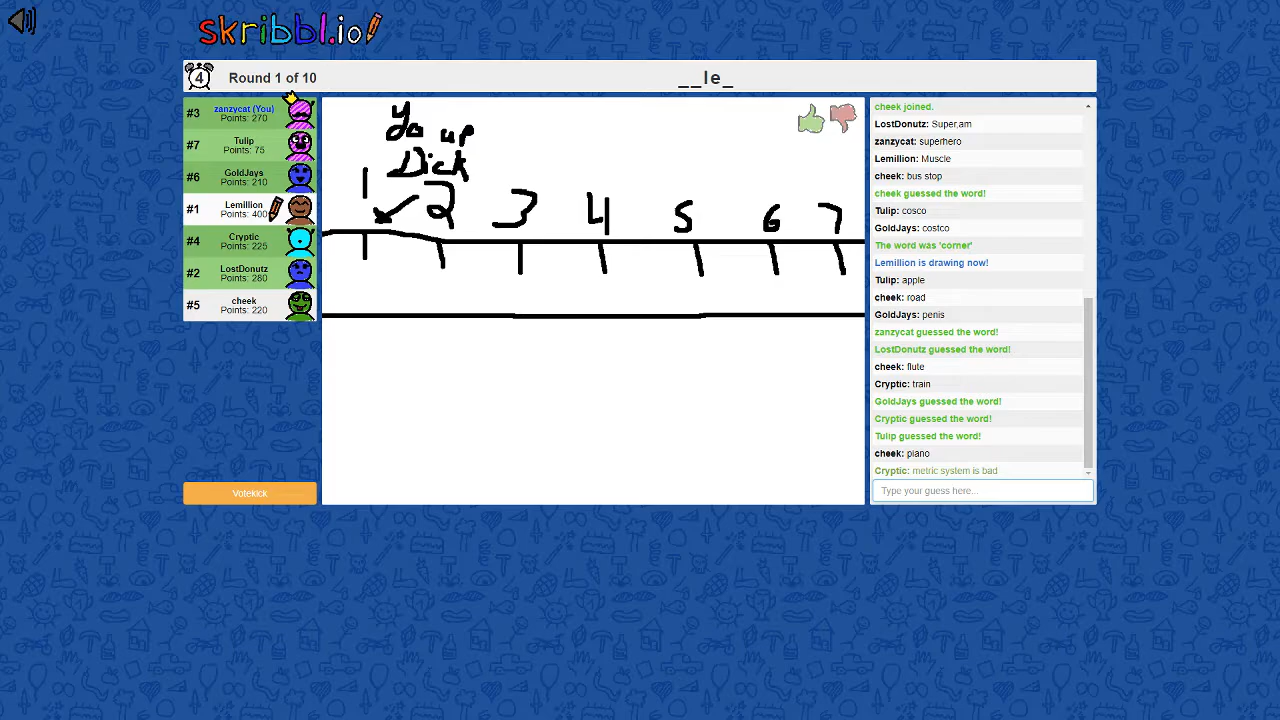 skribbl.io
4
Round 1 of 10
__le_
#3
zanzycat (You)
Points: 270
#7
Tulip
Points: 75
#6
GoldJays
Points: 210
#1
Lemillion
Points: 400
#4
Cryptic
Points: 225
#2
LostDonutz
Points: 280
#5
cheek
Points: 220
Votekick
Yo up
Dick
1 2 3 4 5 6 7
cheek joined.
LostDonutz: Super,am
zanzycat: superhero
Lemillion: Muscle
cheek: bus stop
cheek guessed the word!
Tulip: cosco
GoldJays: costco
The word was 'corner'
Lemillion is drawing now!
Tulip: apple
cheek: road
GoldJays: penis
zanzycat guessed the word!
LostDonutz guessed the word!
cheek: flute
Cryptic: train
GoldJays guessed the word!
Cryptic guessed the word!
Tulip guessed the word!
cheek: piano
Cryptic: metric system is bad
Type your guess here...